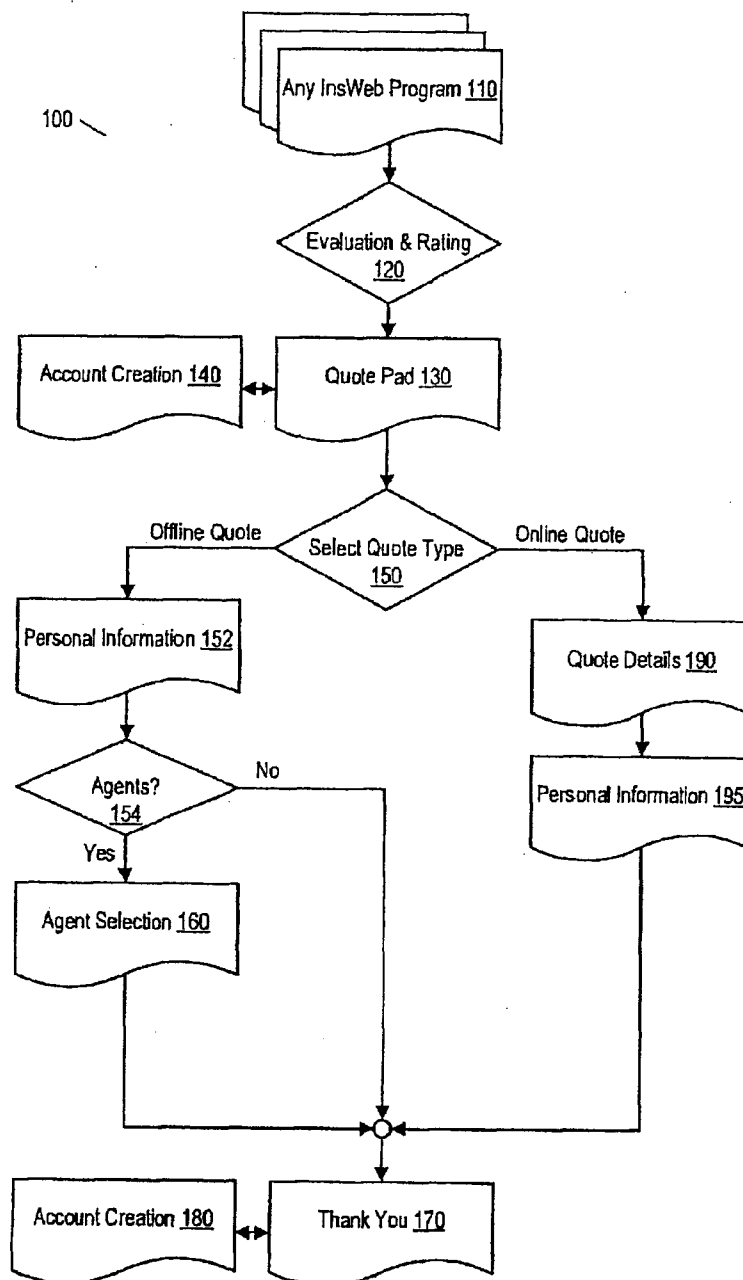 Any InsWeb Program 110
100
Evaluation & Rating
120
Account Creation 140
Quote Pad 130
Offline Quote
Online Quote
Select Quote Type
150
Personal Information 152
Quote Details 190
Agents?
154
No
Personal Information 195
Yes
Agent Selection 160
Account Creation 180
Thank You 170